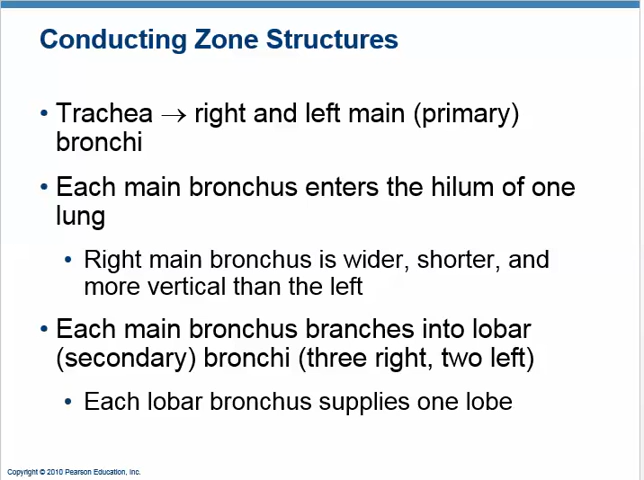 Conducting Zone Structures
• Trachea → right and left main (primary)
bronchi
• Each main bronchus enters the hilum of one
lung
• Right main bronchus is wider, shorter, and
more vertical than the left
• Each main bronchus branches into lobar
(secondary) bronchi (three right, two left)
• Each lobar bronchus supplies one lobe
Copyright © 2010 Pearson Education, Inc.